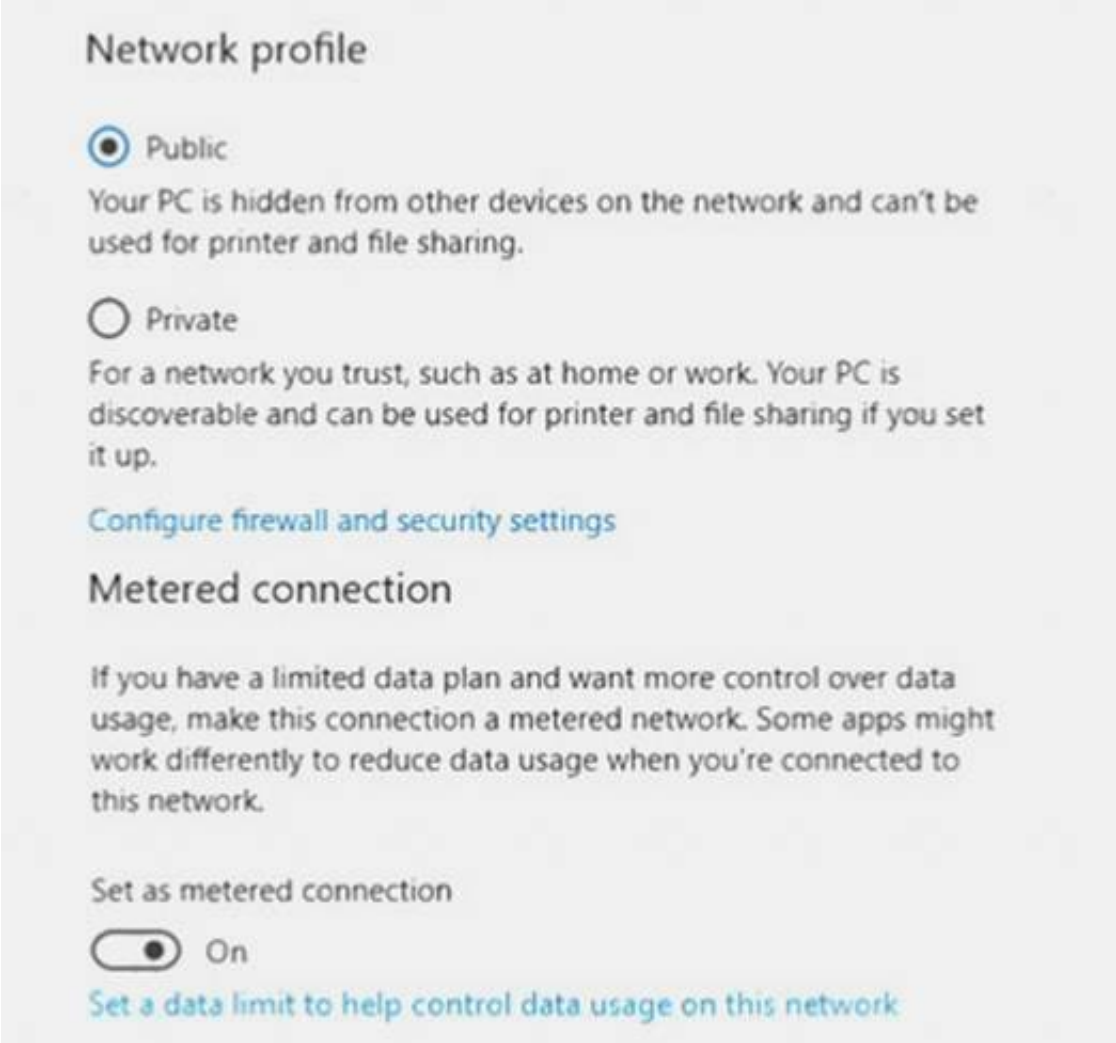 Network profile
Public
Your PC is hidden from other devices on the network and can't be
used for printer and file sharing.
Private
For a network you trust, such as at home or work. Your PC is
discoverable and can be used for printer and file sharing if you set
it up.
Configure firewall and security settings
Metered connection
If you have a limited data plan and want more control over data
usage, make this connection a metered network. Some apps might
work differently to reduce data usage when you're connected to
this network.
Set as metered connection
On
Set a data limit to help control data usage on this network